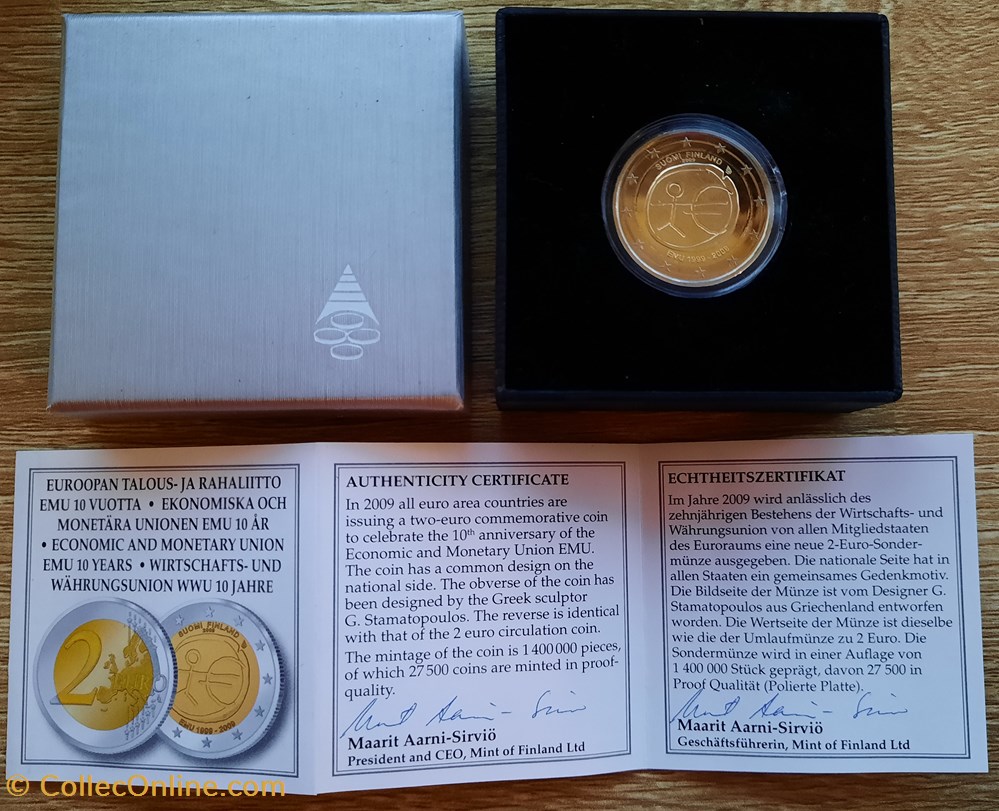 SUOMI FINLAND
2009
EMU 1999 - 2009
EUROOPAN TALOUS- JA RAHALIITTO
EMU 10 VUOTTA • EKONOMISKA OCH
MONETÄRA UNIONEN EMU 10 ÅR
• ECONOMIC AND MONETARY UNION
EMU 10 YEARS • WIRTSCHAFTS- UND
WÄHRUNGSUNION WWU 10 JAHRE
2
SUOMI FINLAND
2009
EMU 1999 - 2009
AUTHENTICITY CERTIFICATE
In 2009 all euro area countries are
issuing a two-euro commemorative coin
to celebrate the 10th anniversary of the
Economic and Monetary Union EMU.
The coin has a common design on the
national side. The obverse of the coin has
been designed by the Greek sculptor
G. Stamatopoulos. The reverse is identical
with that of the 2 euro circulation coin.
The mintage of the coin is 1 400 000 pieces,
of which 27 500 coins are minted in proof-
quality.
Maarit Aarni-Sirviö
Maarit Aarni-Sirviö
President and CEO, Mint of Finland Ltd
ECHTHEITSZERTIFIKAT
Im Jahre 2009 wird anlässlich des
zehnjährigen Bestehens der Wirtschafts- und
Währungsunion von allen Mitgliedstaaten
des Euroraums eine neue 2-Euro-Sonder-
münze ausgegeben. Die nationale Seite hat in
allen Staaten ein gemeinsames Gedenkmotiv.
Die Bildseite der Münze ist vom Designer G.
Stamatopoulos aus Griechenland entworfen
worden. Die Wertseite der Münze ist dieselbe
wie die der Umlaufmünze zu 2 Euro. Die
Sondermünze wird in einer Auflage von
1 400 000 Stück geprägt, davon 27 500 in
Proof Qualität (Polierte Platte).
Maarit Aarni-Sirviö
Maarit Aarni-Sirviö
Geschäftsführerin, Mint of Finland Ltd
© CollecOnline.com